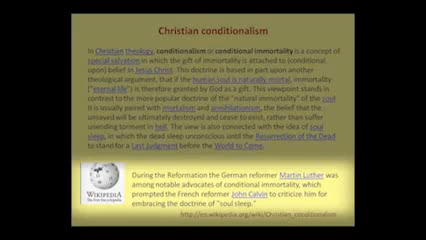 Christian conditionalism
In Christian theology, conditionalism or conditional immortality is a concept of
special salvation in which the gift of immortality is attached to (conditional
upon) belief in Jesus Christ. This doctrine is based in part upon another
theological argument, that if the human soul is naturally mortal, immortality
("eternal life") is therefore granted by God as a gift. This viewpoint stands in
contrast to the more popular doctrine of the "natural immortality" of the soul.
It is usually paired with mortalism and annihilationism, the belief that the
unsaved will be ultimately destroyed and cease to exist, rather than suffer
unending torment in hell. The view is also connected with the idea of soul
sleep, in which the dead sleep unconscious until the Resurrection of the Dead
to stand for a Last Judgment before the World to Come.
During the Reformation the German reformer Martin Luther was
among notable advocates of conditional immortality, which
prompted the French reformer John Calvin to criticize him for
embracing the doctrine of "soul sleep."
WIKIPEDIA
The Free Encyclopedia
http://en.wikipedia.org/wiki/Christian_conditionalism